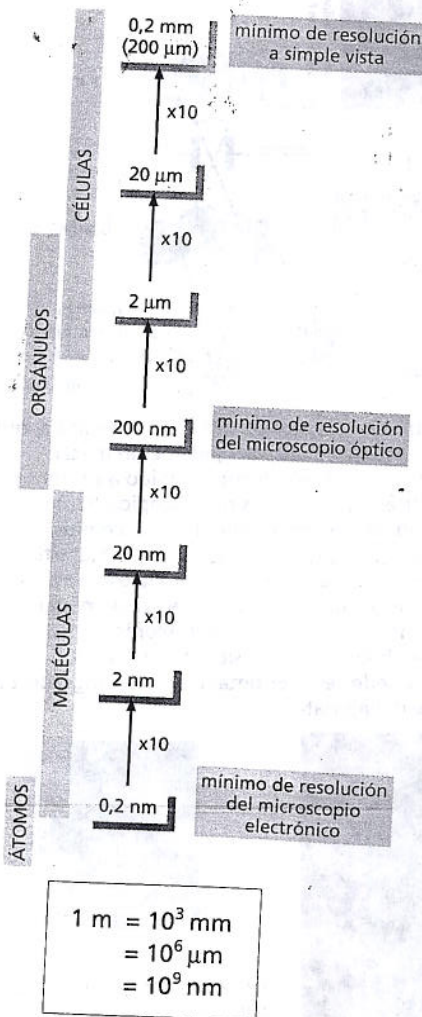 0,2 mm
(200 μm)
mínimo de resolución
a simple vista
x10
CÉLULAS
20 μm
x10
2 μm
ORGÁNULOS
x10
200 nm
mínimo de resolución
del microscopio óptico
x10
20 nm
MOLÉCULAS
x10
2 nm
x10
ÁTOMOS
0,2 nm
mínimo de resolución
del microscopio
electrónico
1 m = 10³ mm
= 10⁶ μm
= 10⁹ nm